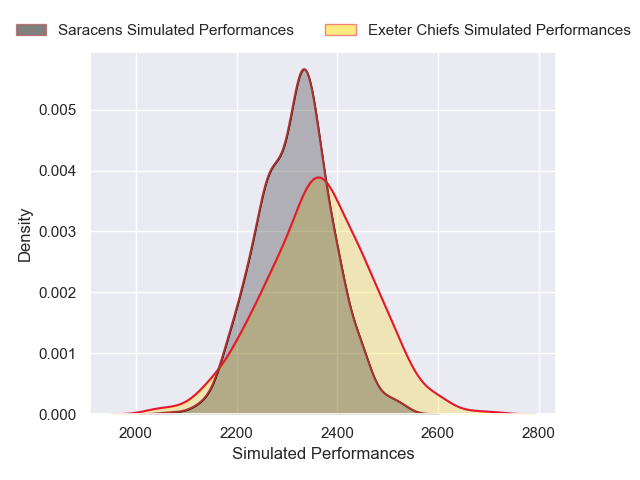 Saracens Simulated Performances
Exeter Chiefs Simulated Performances
0.005
0.004
0.003
0.002
0.001
0.000
Density
2000
2200
2400
2600
2800
Simulated Performances